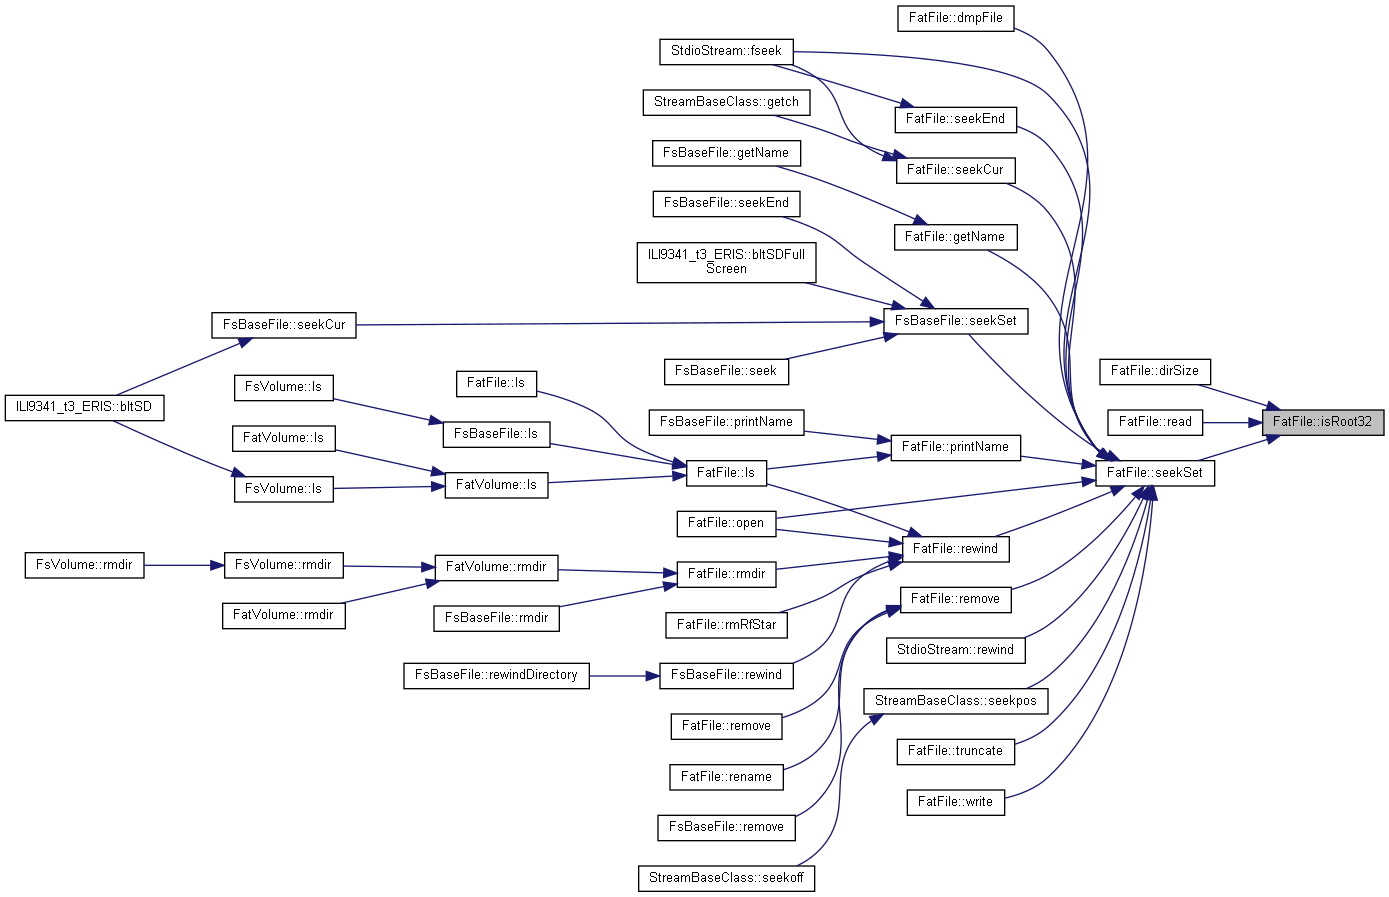 FatFile::dmpFile
StdioStream::fseek
StreamBaseClass::getch
FatFile::seekEnd
FsBaseFile::getName
FatFile::seekCur
FsBaseFile::seekEnd
FatFile::getName
ILI9341_t3_ERIS::bltSDFull
Screen
FsBaseFile::seekCur
FsBaseFile::seekSet
FsBaseFile::seek
FatFile::dirSize
FatFile::ls
FsVolume::ls
ILI9341_t3_ERIS::bltSD
FsBaseFile::printName
FatFile::read
FatFile::isRoot32
FatVolume::ls
FsBaseFile::ls
FatFile::printName
FatFile::ls
FatFile::seekSet
FsVolume::ls
FatVolume::ls
FatFile::open
FatFile::rewind
FsVolume::rmdir
FsVolume::rmdir
FatVolume::rmdir
FatFile::rmdir
FatFile::remove
FatVolume::rmdir
FsBaseFile::rmdir
FatFile::rmRfStar
StdioStream::rewind
FsBaseFile::rewindDirectory
FsBaseFile::rewind
StreamBaseClass::seekpos
FatFile::remove
FatFile::truncate
FatFile::rename
FatFile::write
FsBaseFile::remove
StreamBaseClass::seekoff